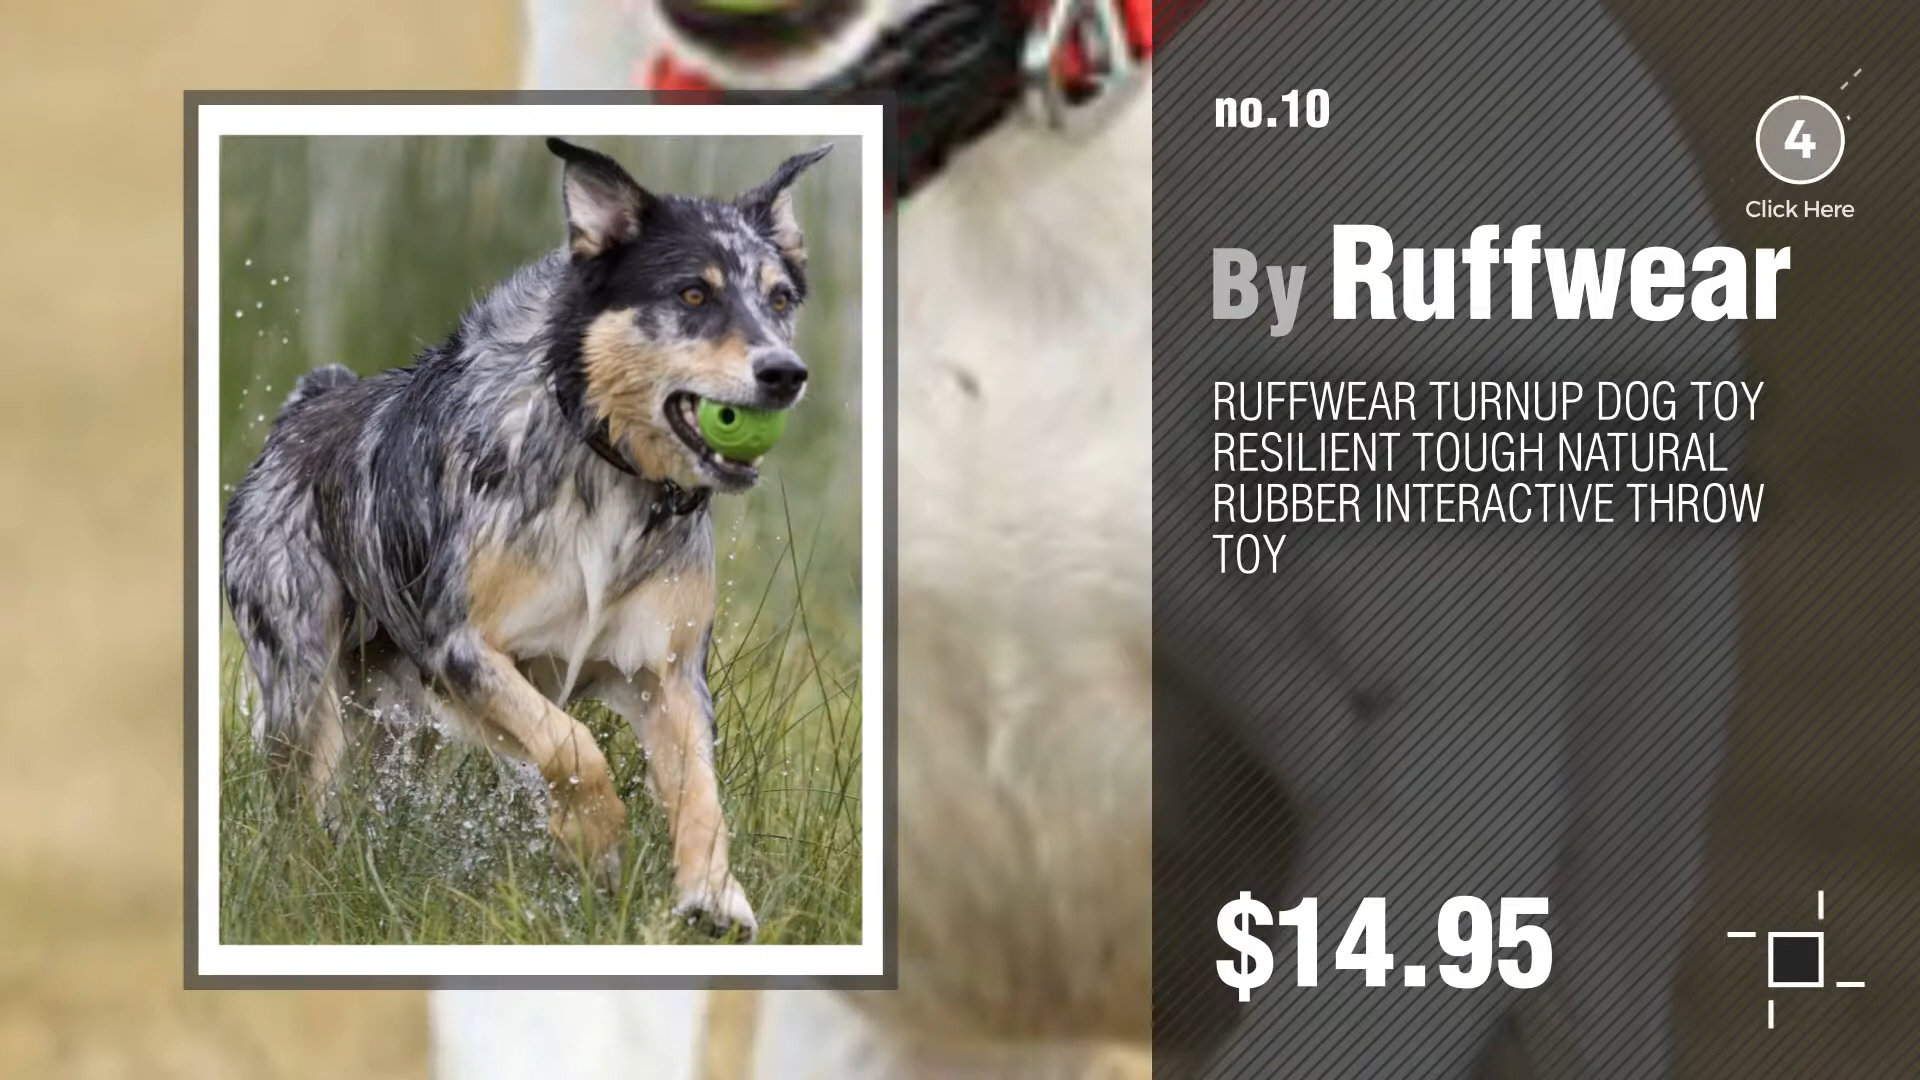 no.10
4
Click Here
By Ruffwear
RUFFWEAR TURNUP DOG TOY
RESILIENT TOUGH NATURAL
RUBBER INTERACTIVE THROW
TOY
$14.95